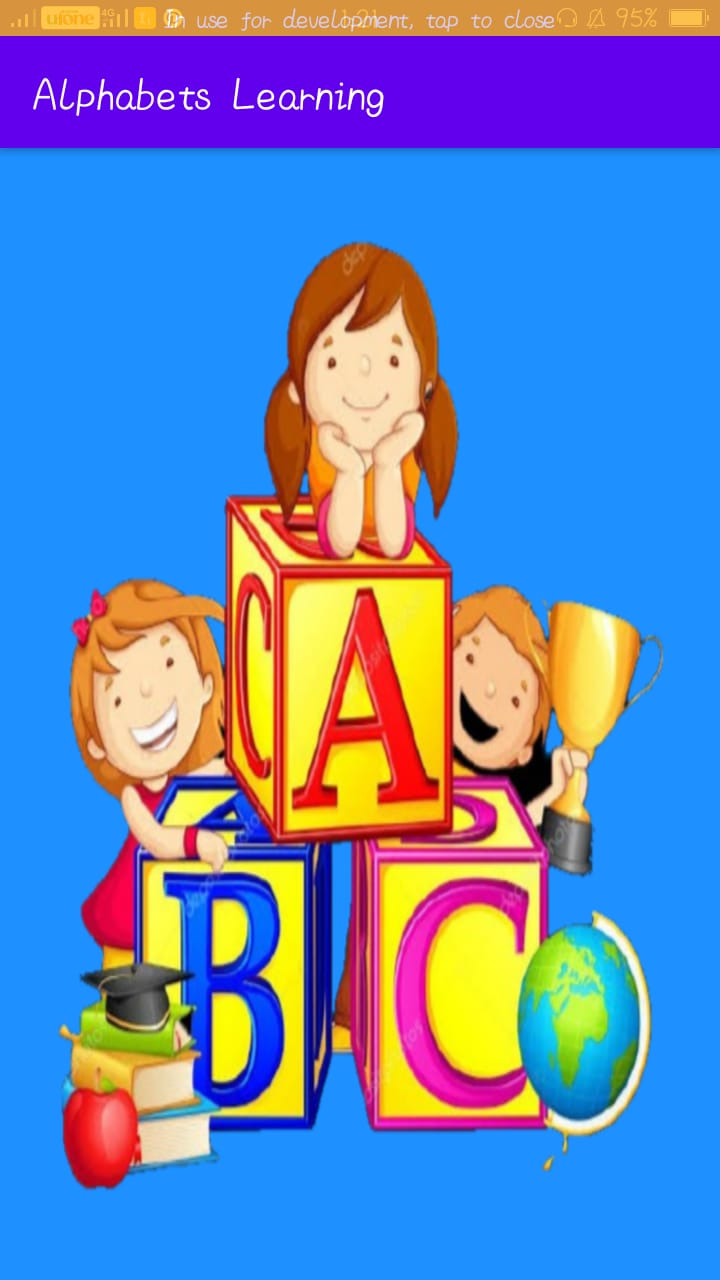 ufone 4G In use for development, tap to close 95%
Alphabets Learning
C A
B C